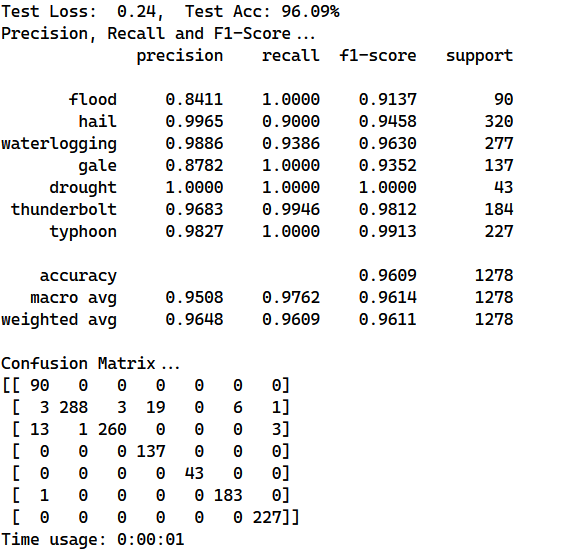 Test Loss:  0.24,  Test Acc: 96.09%
Precision, Recall and F1-Score...
              precision    recall  f1-score   support

       flood     0.8411    1.0000    0.9137        90
        hail     0.9965    0.9000    0.9458       320
waterlogging     0.9886    0.9386    0.9630       277
        gale     0.8782    1.0000    0.9352       137
     drought     1.0000    1.0000    1.0000        43
 thunderbolt     0.9683    0.9946    0.9812       184
     typhoon     0.9827    1.0000    0.9913       227

    accuracy                         0.9609      1278
   macro avg     0.9508    0.9762    0.9614      1278
weighted avg     0.9648    0.9609    0.9611      1278

Confusion Matrix...
[[ 90   0   0   0   0   0   0]
 [  3 288   3  19   0   6   1]
 [ 13   1 260   0   0   0   3]
 [  0   0   0 137   0   0   0]
 [  0   0   0   0  43   0   0]
 [  1   0   0   0   0 183   0]
 [  0   0   0   0   0   0 227]]
Time usage: 0:00:01